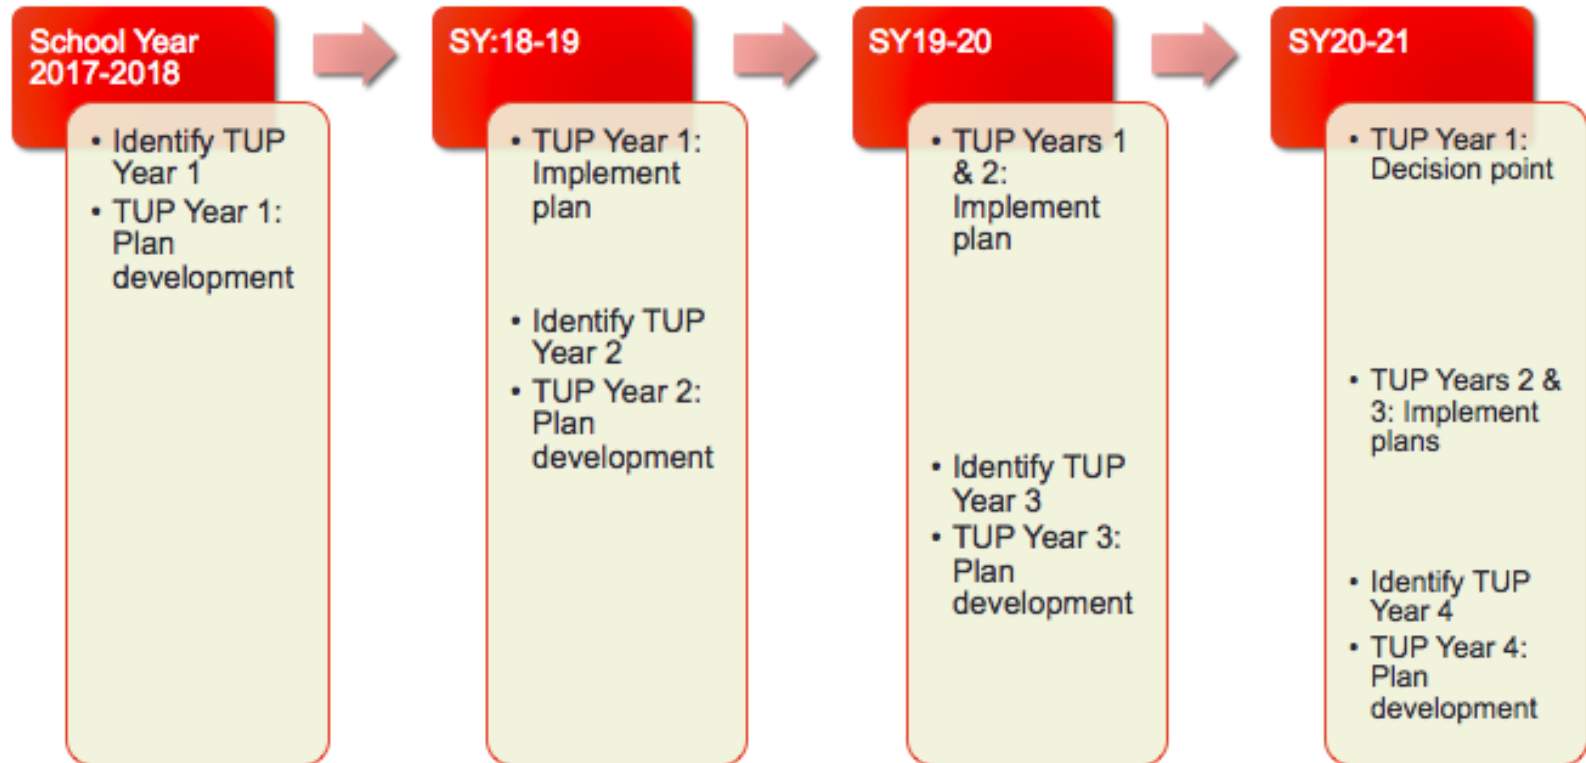 School Year
2017-2018
• Identify TUP
Year 1
• TUP Year 1:
Plan
development
SY:18-19
• TUP Year 1:
Implement
plan
• Identify TUP
Year 2
• TUP Year 2:
Plan
development
SY19-20
• TUP Years 1
& 2:
Implement
plan
• Identify TUP
Year 3
• TUP Year 3:
Plan
development
SY20-21
• TUP Year 1:
Decision point
• TUP Years 2 &
3: Implement
plans
• Identify TUP
Year 4
• TUP Year 4:
Plan
development